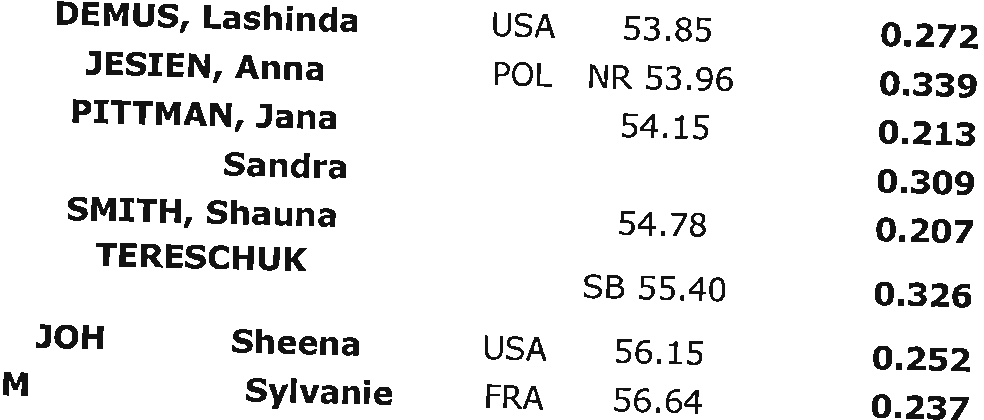 DEMUS, Lashinda USA 53.85 0.272
JESIEN, Anna POL NR 53.96 0.339
PITTMAN, Jana 54.15 0.213
Sandra 0.309
SMITH, Shauna 54.78 0.207
TERESCHUK
SB 55.40 0.326
JOH Sheena USA 56.15 0.252
M Sylvanie FRA 56.64 0.237